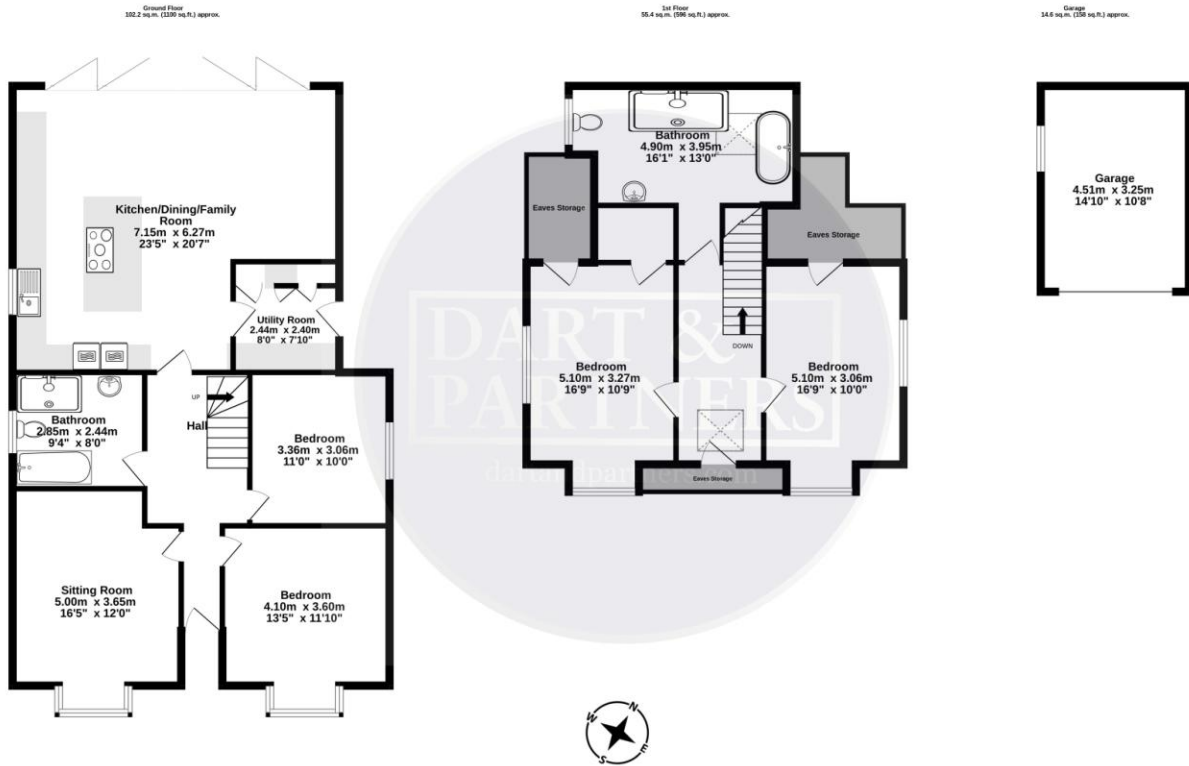 Ground Floor
102.2 sq.m. (1100 sq.ft.) approx.
Kitchen/Dining/Family
Room
7.15m x 6.27m
23'5" x 20'7"
Utility Room
2.44m x 2.40m
8'0" x 7'10"
Bathroom
2.85m x 2.44m
9'4" x 8'0"
UP
Hall
Bedroom
3.36m x 3.06m
11'0" x 10'0"
Sitting Room
5.00m x 3.65m
16'5" x 12'0"
Bedroom
4.10m x 3.60m
13'5" x 11'10"
1st Floor
55.4 sq.m. (596 sq.ft.) approx.
Bathroom
4.90m x 3.95m
16'1" x 13'0"
Eaves Storage
Eaves Storage
DOWN
Bedroom
5.10m x 3.27m
16'9" x 10'9"
Bedroom
5.10m x 3.06m
16'9" x 10'0"
Eaves Storage
DART &
PARTNERS
dartandpartners.com
Garage
14.6 sq.m. (158 sq.ft.) approx.
Garage
4.51m x 3.25m
14'10" x 10'8"
N
W
E
S